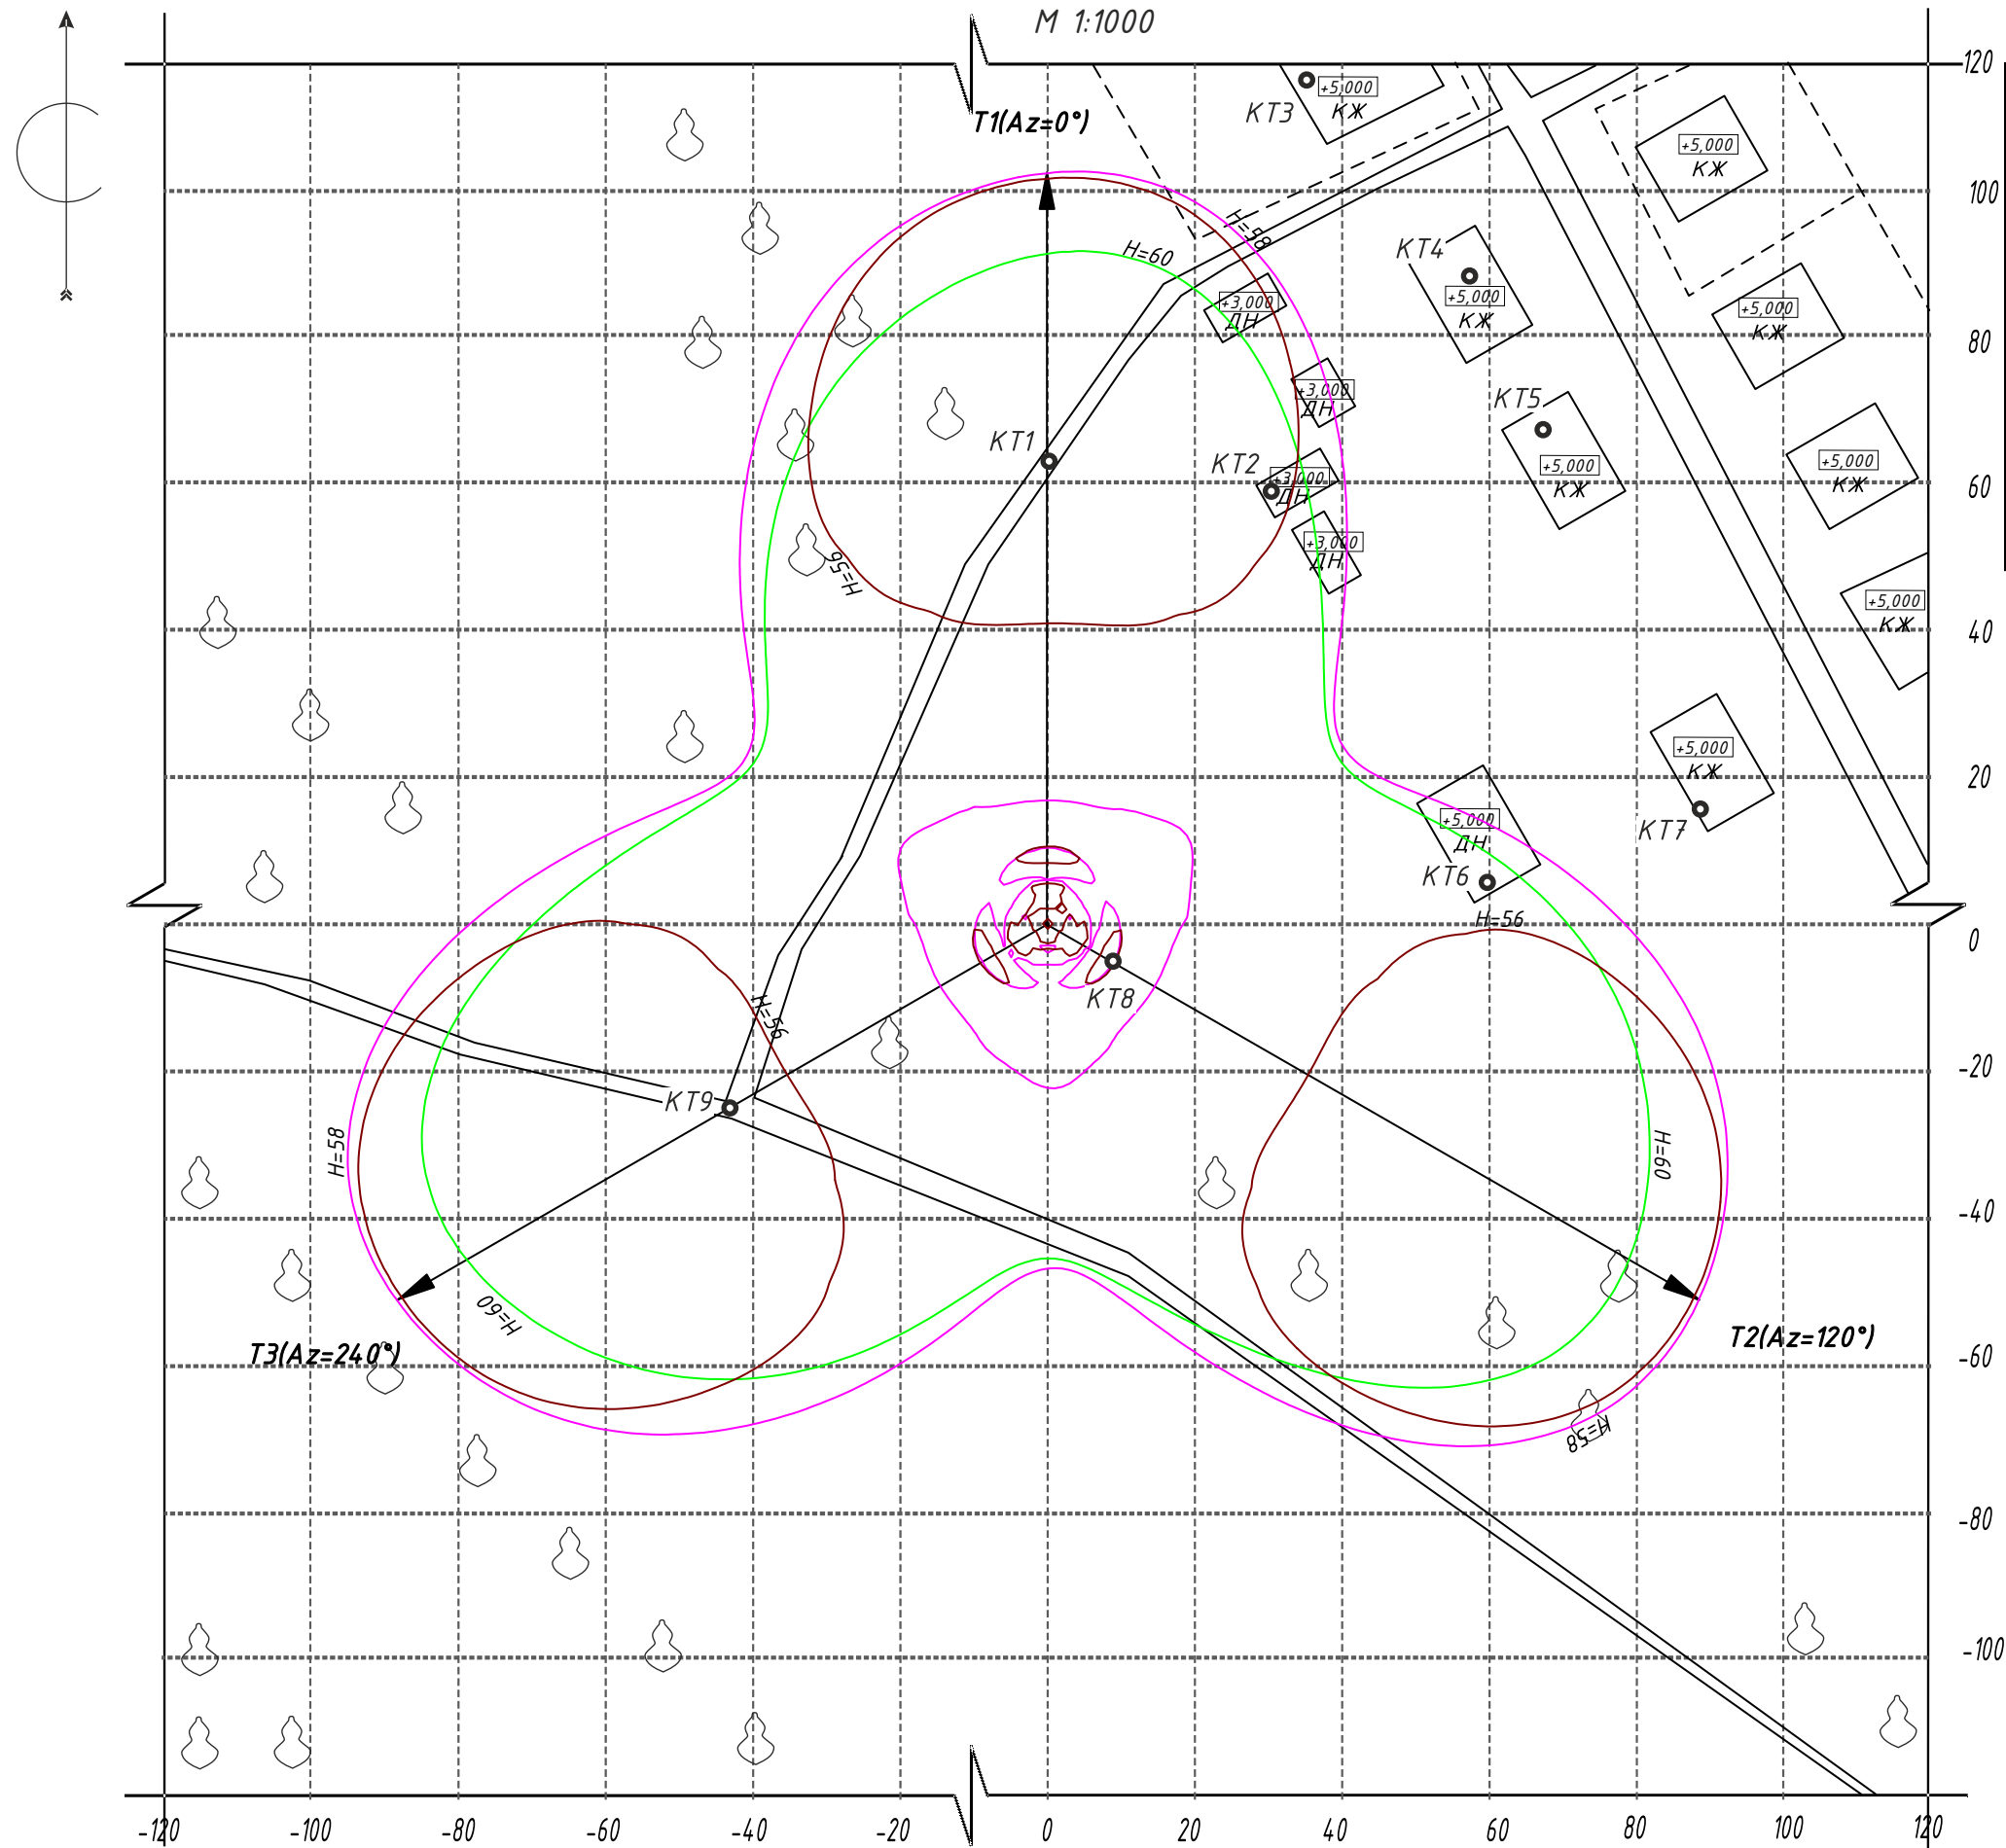 М 1:1000
120
Т1(Az=0°)
КТ3
+5,000
КЖ
+5,000
КЖ
100
Н=58
Н=60
КТ4
+5,000
КЖ
+3,000
ДН
+5,000
КЖ
80
+3,000
ДН
КТ5
+5,000
КЖ
КТ1
КТ2
+3,000
ДН
+5,000
КЖ
60
+3,000
ДН
Н=56
+5,000
КЖ
40
+5,000
КЖ
20
+5,000
ДН
КТ7
КТ6
Н=56
0
КТ8
Н=56
-20
КТ9
Н=58
Н=60
-40
Н=60
Т3(Az=240°)
Т2(Az=120°)
-60
Н=58
-80
-100
-120
-100
-80
-60
-40
-20
0
20
40
60
80
100
120